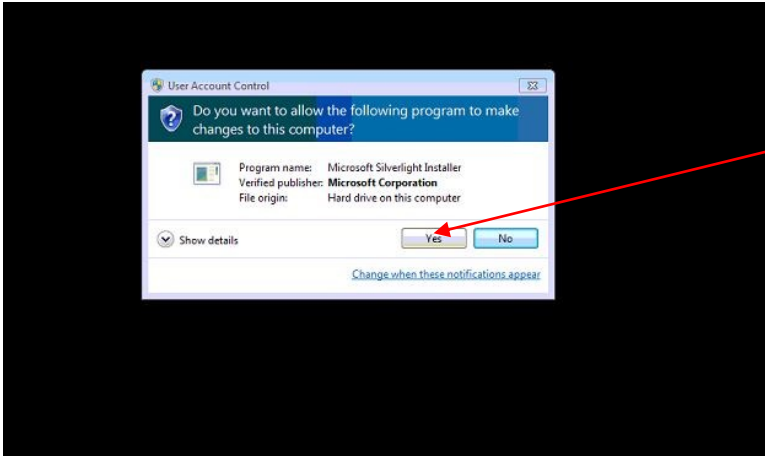 User Account Control
Do you want to allow the following program to make
changes to this computer?
Program name: Microsoft Silverlight Installer
Verified publisher: Microsoft Corporation
File origin: Hard drive on this computer
Show details
Yes No
Change when these notifications appear